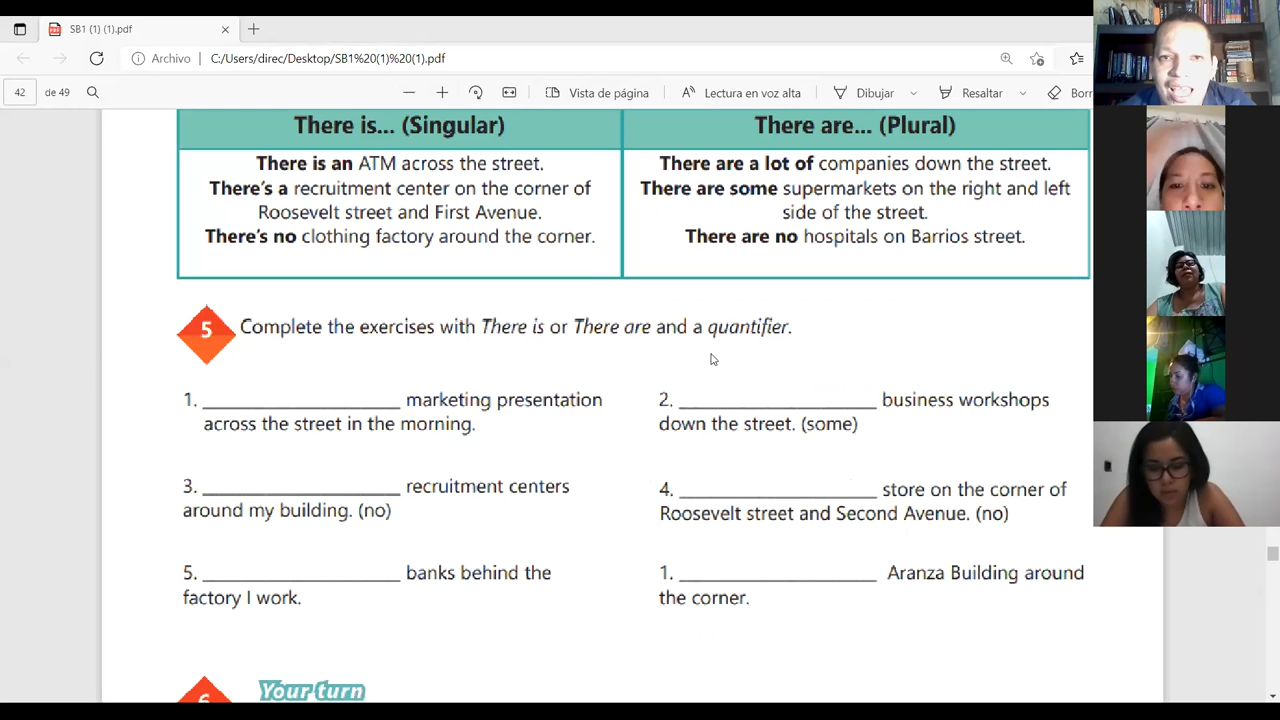 SB1 (1) (1).pdf
Archivo
C:/Users/direc/Desktop/SB1%20(1)%20(1).pdf
42
de 49
Vista de página
Lectura en voz alta
Dibujar
Resaltar
Borr
There is... (Singular)
There are... (Plural)
There is an ATM across the street.
There's a recruitment center on the corner of
Roosevelt street and First Avenue.
There's no clothing factory around the corner.
There are a lot of companies down the street.
There are some supermarkets on the right and left
side of the street.
There are no hospitals on Barrios street.
5 Complete the exercises with There is or There are and a quantifier.
1. ____________________ marketing presentation
across the street in the morning.
2. ____________________ business workshops
down the street. (some)
3. ____________________ recruitment centers
around my building. (no)
4. ____________________ store on the corner of
Roosevelt street and Second Avenue. (no)
5. ____________________ banks behind the
factory I work.
1. ____________________ Aranza Building around
the corner.
6 Your turn